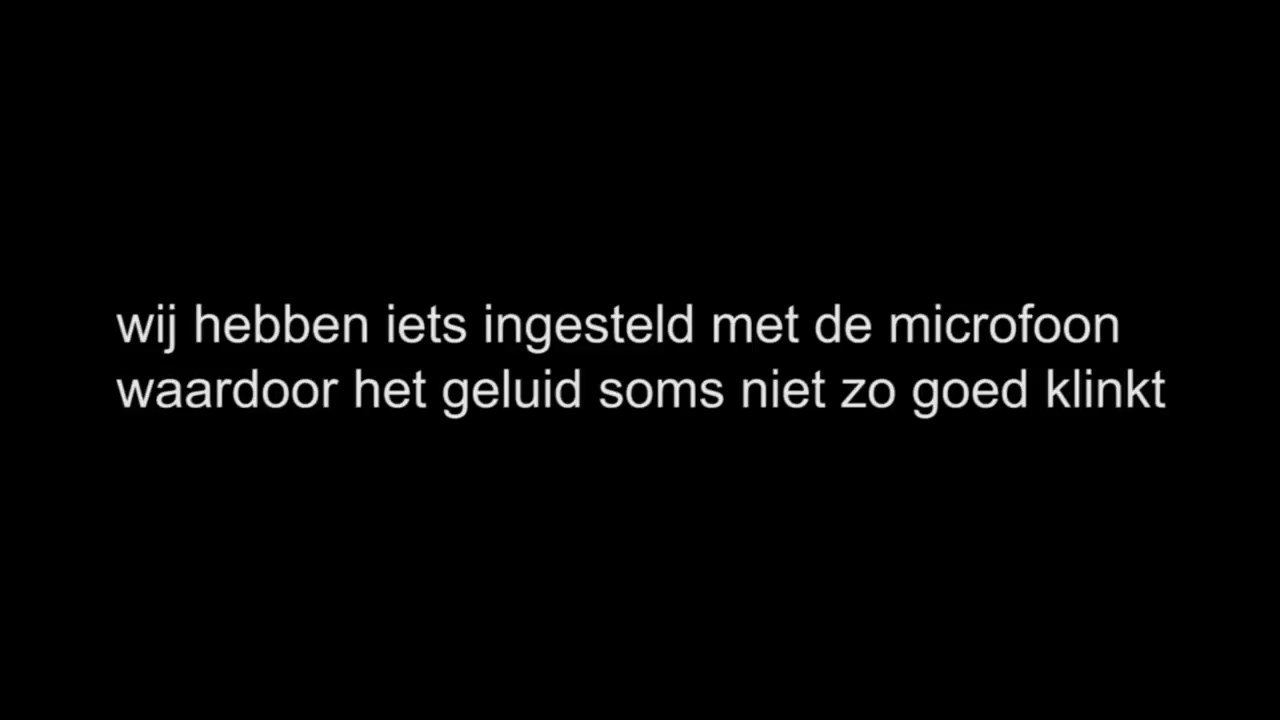 wij hebben iets ingesteld met de microfoon
waardoor het geluid soms niet zo goed klinkt